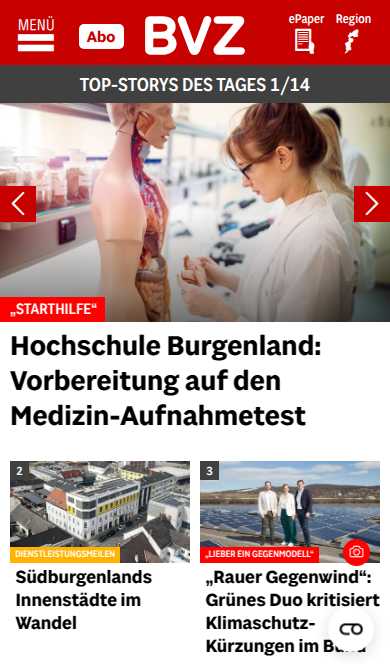 MENÜ
Abo
BVZ
ePaper
Region
TOP-STORYS DES TAGES 1/14
„STARTHILFE“
Hochschule Burgenland:
Vorbereitung auf den
Medizin-Aufnahmetest
2
DIENSTLEISTUNGSMEILEN
Südburgenlands
Innenstädte im
Wandel
3
„LIEBER EIN GEGENMODELL“
„Rauer Gegenwind“:
Grünes Duo kritisiert
Klimaschutz-
Kürzungen im